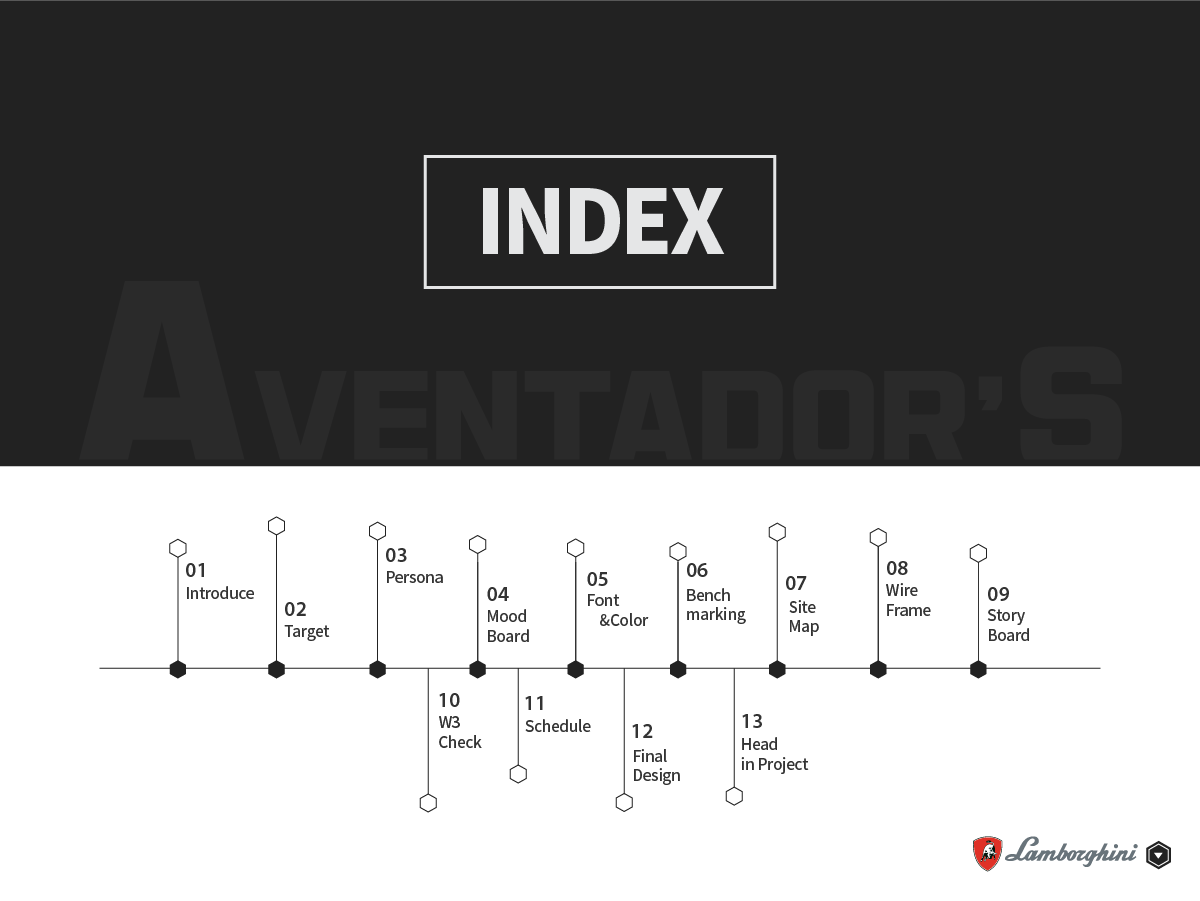 INDEX
AVENTADOR'S
01
Introduce
02
Target
03
Persona
04
Mood
Board
05
Font
&Color
06
Bench
marking
07
Site
Map
08
Wire
Frame
09
Story
Board
10
W3
Check
11
Schedule
12
Final
Design
13
Head
in Project
Lamborghini